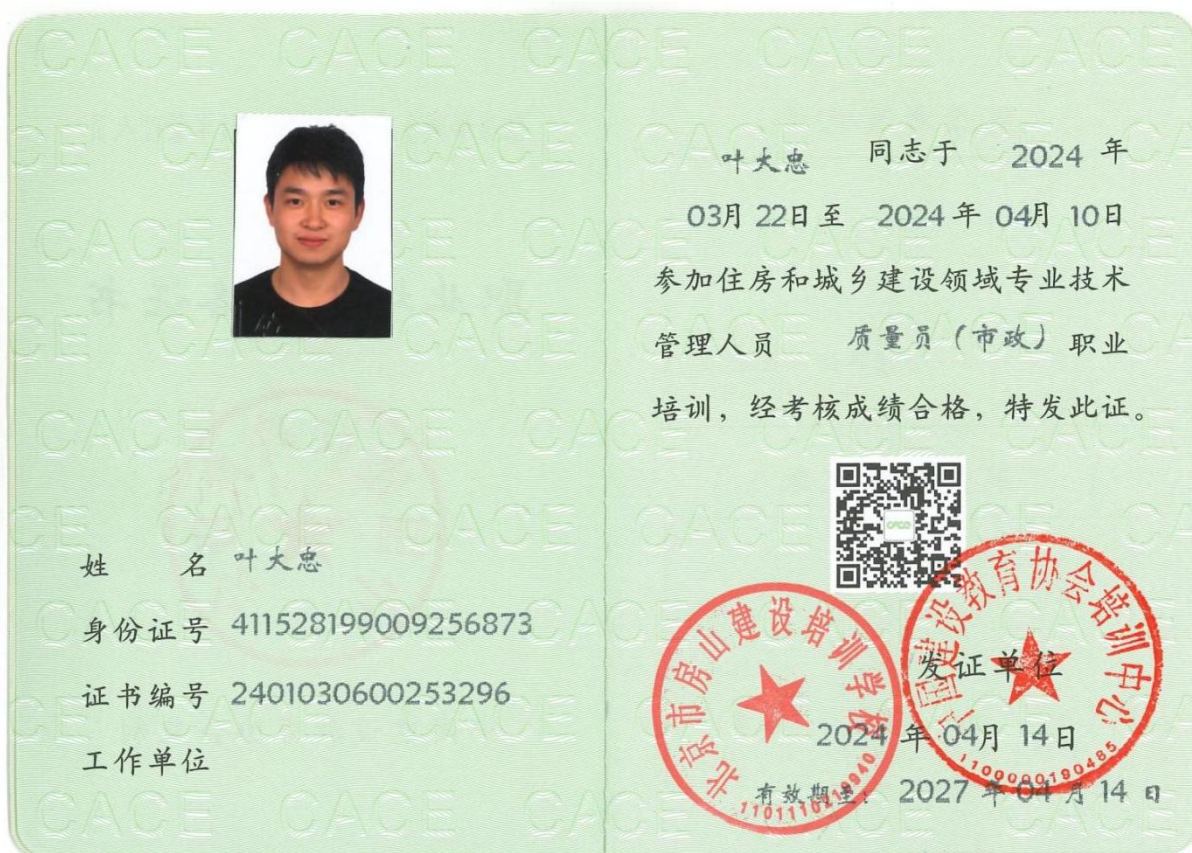 叶大忠 同志于 2024 年
03月 22日 至 2024 年 04月 10日
参加住房和城乡建设领域专业技术
管理人员 质量员（市政） 职业
培训，经考核成绩合格，特发此证。
姓 名 叶大忠
身份证号 411528199009256873
证书编号 2401030600253296
工作单位
CACE
北京市房山建设培训学校
中国建设教育协会培训中心
1100000190485
发证单位
2024 年 04月 14日
有效期至： 2027 年 04 月 14 日